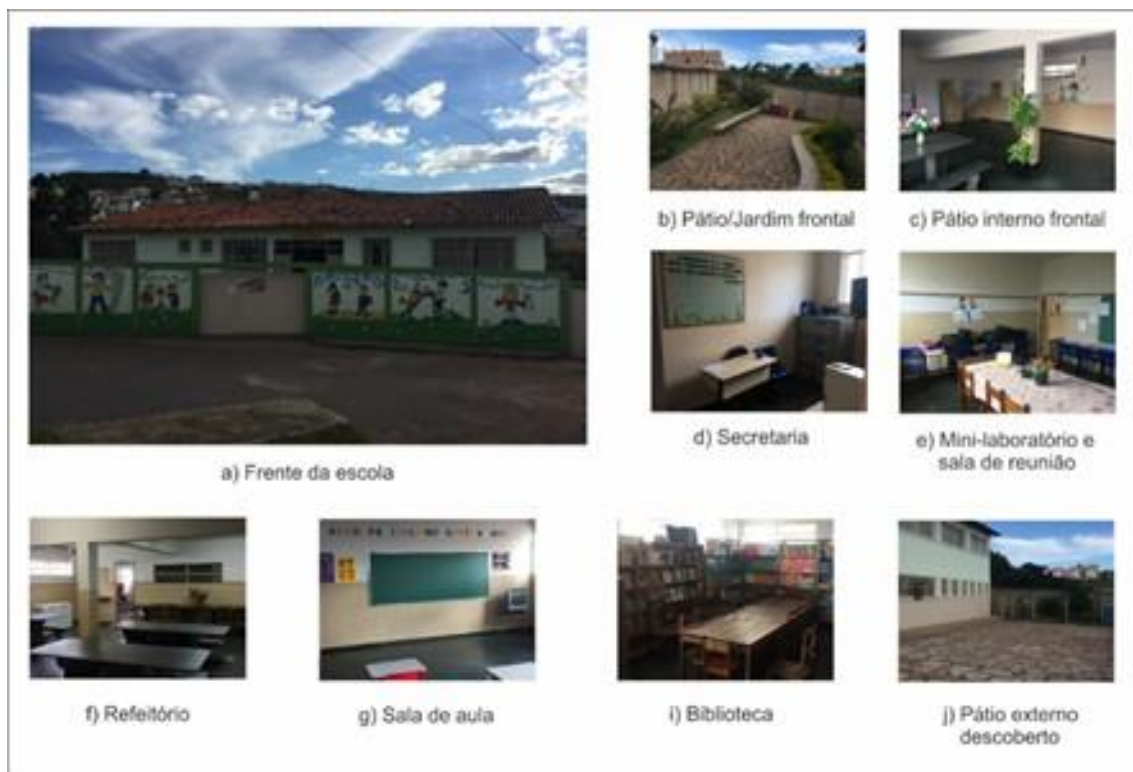 a) Frente da escola
b) Pátio/Jardim frontal
c) Pátio interno frontal
d) Secretaria
e) Mini-laboratório e
sala de reunião
f) Refeitório
g) Sala de aula
i) Biblioteca
j) Pátio externo
descoberto